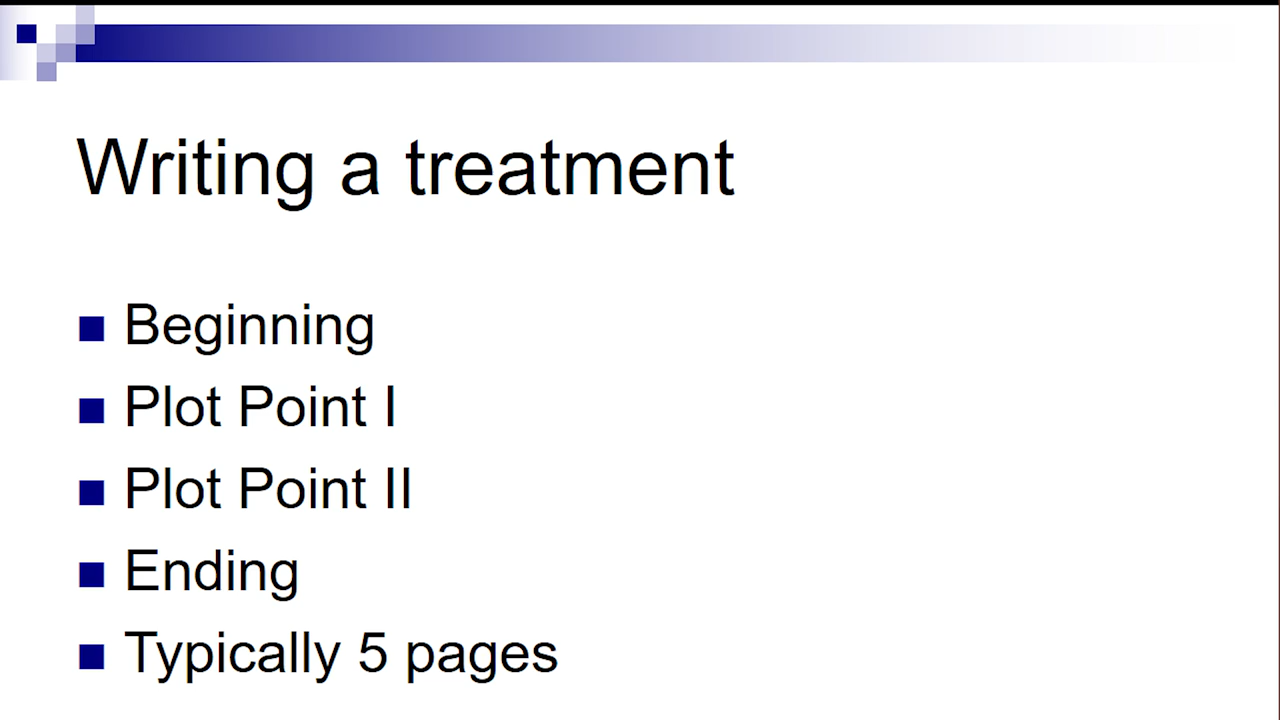 Writing a treatment
Beginning
Plot Point I
Plot Point II
Ending
Typically 5 pages